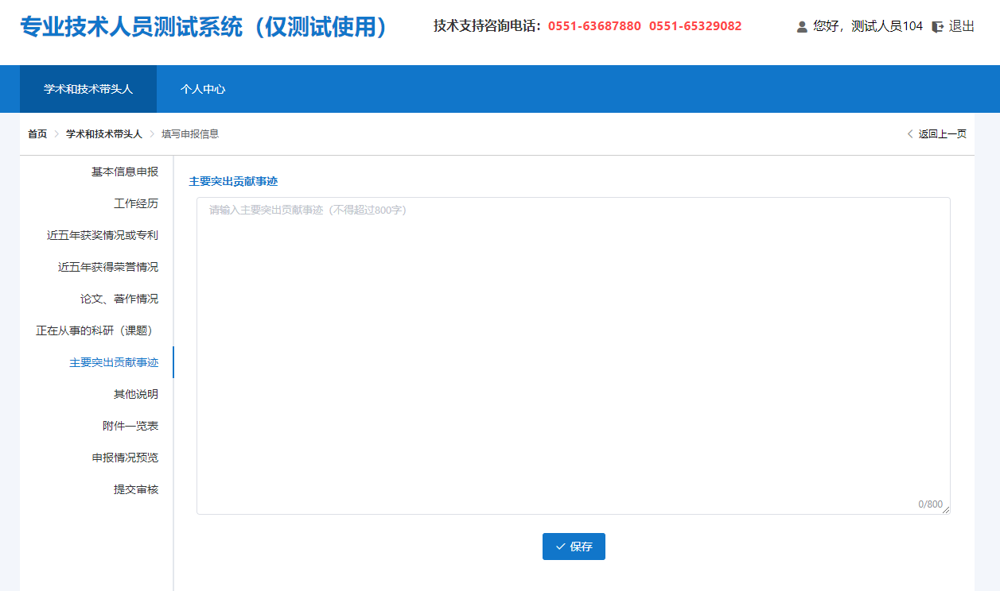 专业技术人员测试系统（仅测试使用）
技术支持咨询电话：0551-63687880 0551-65329082
您好，测试人员104 退出
学术和技术带头人 个人中心
首页 > 学术和技术带头人 > 填写申报信息
< 返回上一页
基本信息申报
工作经历
近五年获奖情况或专利
近五年获得荣誉情况
论文、著作情况
正在从事的科研（课题）
主要突出贡献事迹
其他说明
附件一览表
申报情况预览
提交审核
主要突出贡献事迹
请输入主要突出贡献事迹（不得超过800字）
0/800
保存